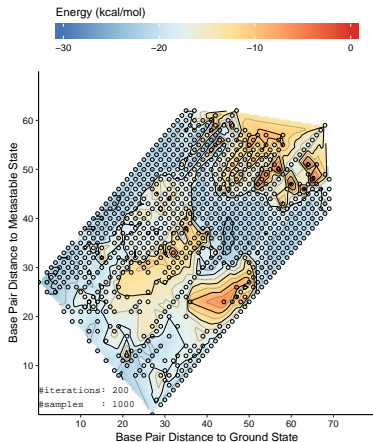 Energy (kcal/mol)
−30 −20 −10 0
Base Pair Distance to Metastable State
60
50
40
30
20
10
#iterations: 200
#samples : 1000
10 20 30 40 50 60 70
Base Pair Distance to Ground State